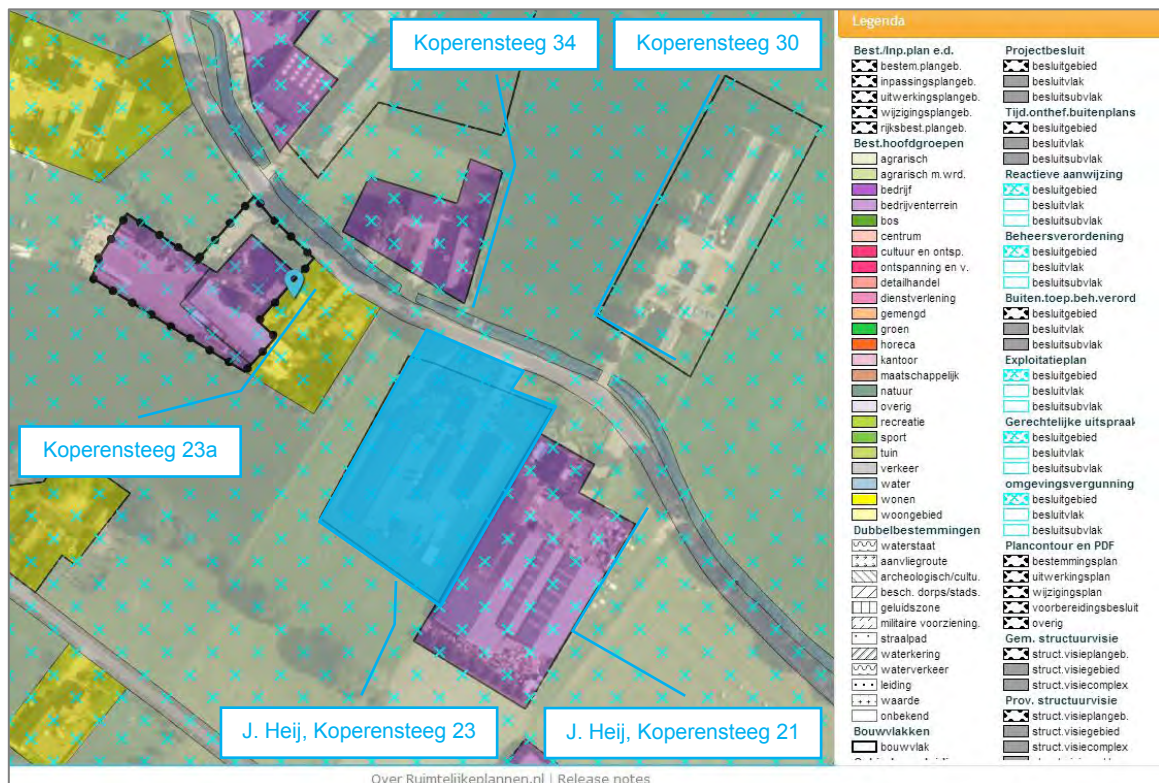 Koperensteeg 34
Koperensteeg 30
Koperensteeg 23a
J. Heij, Koperensteeg 23
J. Heij, Koperensteeg 21
Legenda
Best./Inp.plan e.d.
bestem.plangeb.
inpassingsplangeb.
uitwerkingsplangeb.
wijzigingsplangeb.
rijksbest.plangeb.
Best.hoofdgroepen
agrarisch
agrarisch m.wrd.
bedrijf
bedrijventerrein
bos
centrum
cultuur en ontsp.
ontspanning en v.
detailhandel
dienstverlening
gemengd
groen
horeca
kantoor
maatschappelijk
natuur
overig
recreatie
sport
tuin
verkeer
water
wonen
woongebied
Dubbelbestemmingen
waterstaat
aanvliegroute
archeologisch/cultu.
besch. dorps/stads.
geluidszone
militaire voorziening.
straalpad
waterkering
waterverkeer
leiding
waarde
onbekend
Bouwvlakken
bouwvlak
Projectbesluit
besluitgebied
besluitvlak
besluitsubvlak
Tijd.onthef.buitenplans
besluitgebied
besluitvlak
besluitsubvlak
Reactieve aanwijzing
besluitgebied
besluitvlak
besluitsubvlak
Beheersverordening
besluitgebied
besluitvlak
besluitsubvlak
Buiten.toep.beh.verord
besluitgebied
besluitvlak
besluitsubvlak
Exploitatieplan
besluitgebied
besluitvlak
besluitsubvlak
Gerechtelijke uitspraak
besluitgebied
besluitvlak
besluitsubvlak
omgevingsvergunning
besluitgebied
besluitvlak
besluitsubvlak
Plancontour en PDF
bestemmingsplan
uitwerkingsplan
wijzigingsplan
voorbereidingsbesluit
overig
Gem. structuurvisie
struct.visieplangeb.
struct.visiegebied
struct.visiecomplex
Prov. structuurvisie
struct.visieplangeb.
struct.visiegebied
struct.visiecomplex
Over Ruimtelijkeplannen.nl | Release notes